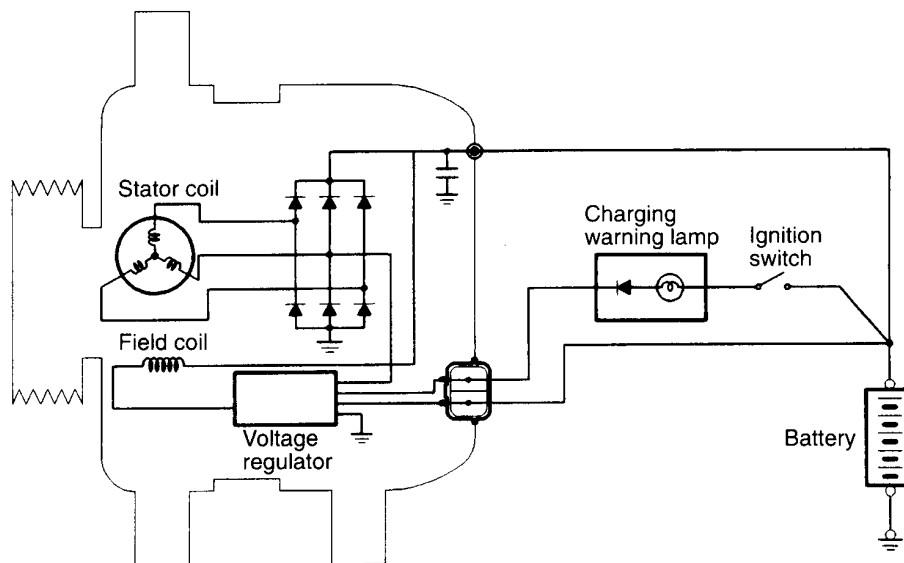 Stator coil
Charging
warning lamp
Ignition
switch
Field coil
Voltage
regulator
Battery